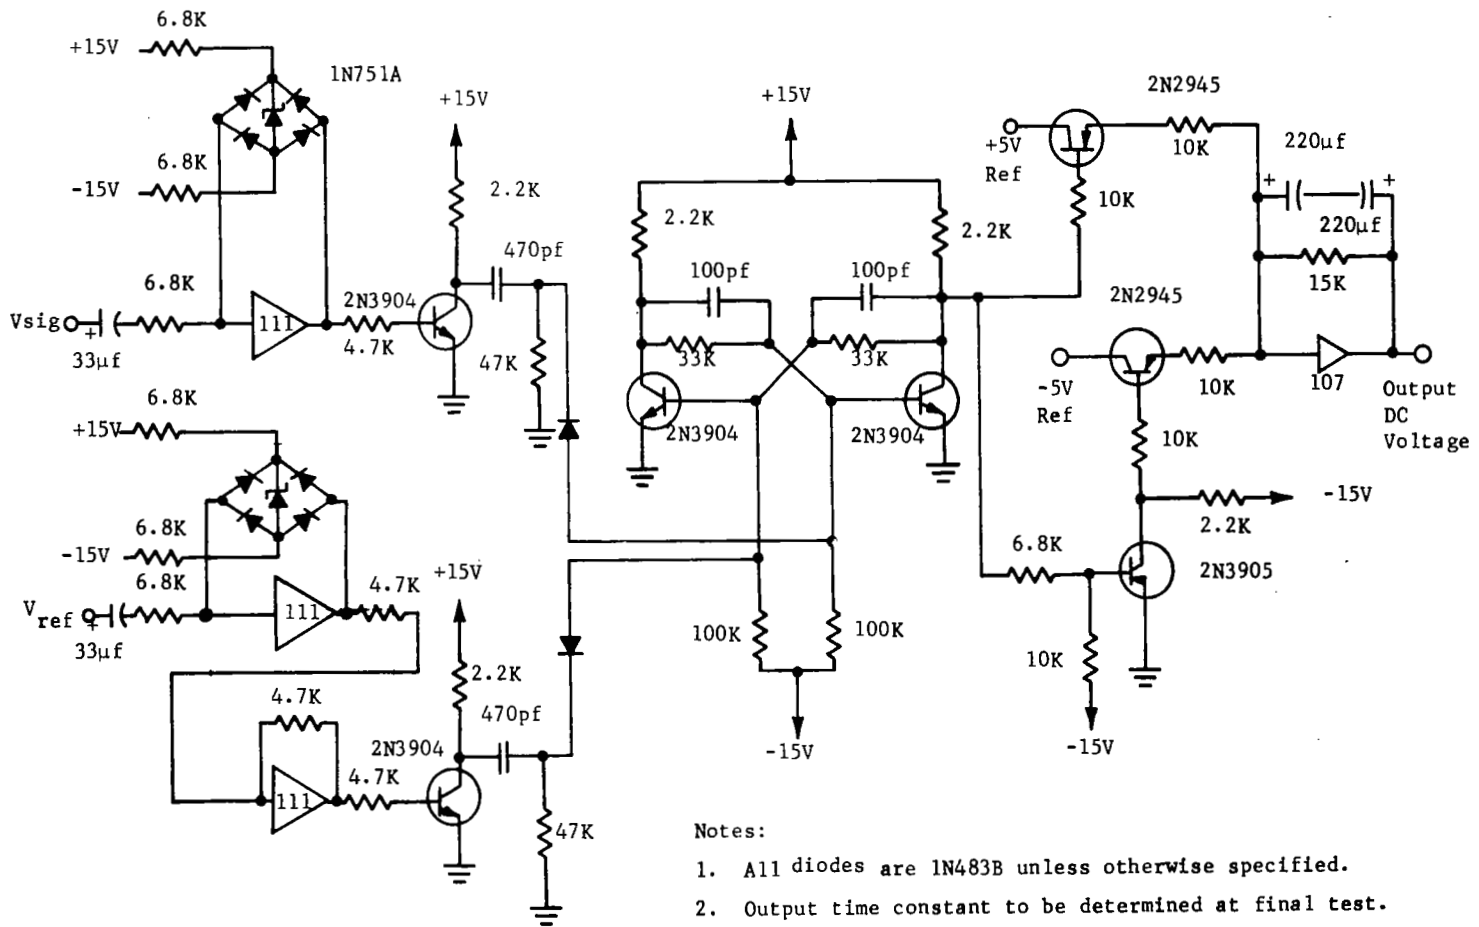 6.8K
+15V
1N751A
6.8K
-15V
+15V
2.2K
470pf
6.8K
2N3904
Vsig
+
111
4.7K
33μf
47K
6.8K
+15V
6.8K
-15V
6.8K
4.7K
+15V
V ref
+
111
33μf
2.2K
4.7K
470pf
2N3904
4.7K
111
47K
+15V
2.2K
2.2K
100pf
100pf
33K
33K
2N3904
2N3904
100K
100K
-15V
2N2945
+5V
Ref
10K
220μf
10K
+
+
220μf
15K
2N2945
-5V
Ref
10K
107
Output
DC
Voltage
10K
-15V
2.2K
6.8K
2N3905
10K
-15V
Notes:
1. All diodes are 1N483B unless otherwise specified.
2. Output time constant to be determined at final test.